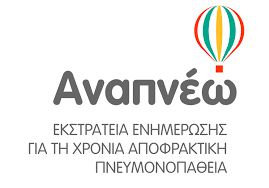 Αναπνέω
ΕΚΣΤΡΑΤΕΙΑ ΕΝΗΜΕΡΩΣΗΣ
ΓΙΑ ΤΗ ΧΡΟΝΙΑ ΑΠΟΦΡΑΚΤΙΚΗ
ΠΝΕΥΜΟΝΟΠΑΘΕΙΑ